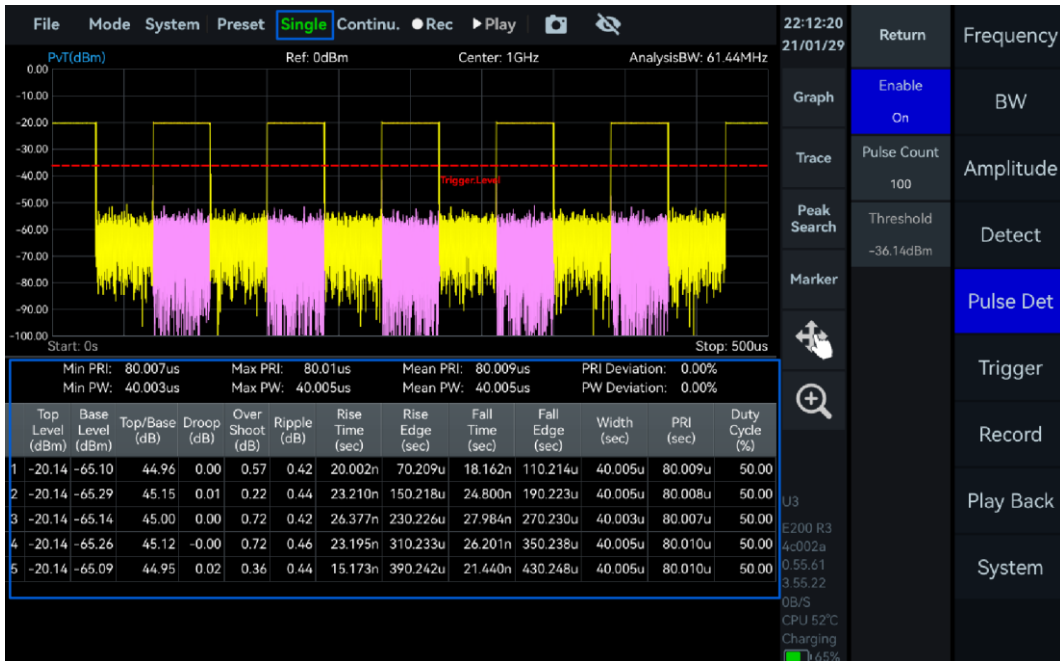 File Mode System Preset Single Continu. Rec Play
22:12:20
21/01/29
PvT(dBm) Ref: 0dBm Center: 1GHz AnalysisBW: 61.44MHz
0.00
-10.00
-20.00
-30.00
-40.00
-50.00
-60.00
-70.00
-80.00
-90.00
-100.00
Trigger.Level
Start: 0s Stop: 500us
Min PRI: 80.007us Max PRI: 80.01us Mean PRI: 80.009us PRI Deviation: 0.00%
Min PW: 40.003us Max PW: 40.005us Mean PW: 40.005us PW Deviation: 0.00%
Top Level (dBm) Base Level (dBm) Top/Base (dB) Droop (dB) Over Shoot (dB) Ripple (dB) Rise Time (sec) Rise Edge (sec) Fall Time (sec) Fall Edge (sec) Width (sec) PRI (sec) Duty Cycle (%)
1 -20.14 -65.10 44.96 0.00 0.57 0.42 20.002n 70.209u 18.162n 110.214u 40.005u 80.009u 50.00
2 -20.14 -65.29 45.15 0.01 0.22 0.44 23.210n 150.218u 24.800n 190.223u 40.005u 80.008u 50.00
3 -20.14 -65.14 45.00 0.00 0.72 0.42 26.377n 230.226u 27.984n 270.230u 40.003u 80.007u 50.00
4 -20.14 -65.26 45.12 -0.00 0.72 0.46 23.195n 310.233u 26.201n 350.238u 40.005u 80.010u 50.00
5 -20.14 -65.09 44.95 0.02 0.36 0.44 15.173n 390.242u 21.440n 430.248u 40.005u 80.010u 50.00
Graph
Trace
Peak
Search
Marker
U3
E200 R3
4c002a
0.55.61
3.55.22
0B/S
CPU 52℃
Charging
65%
Return
Enable
On
Pulse Count
100
Threshold
-36.14dBm
Frequency
BW
Amplitude
Detect
Pulse Det
Trigger
Record
Play Back
System